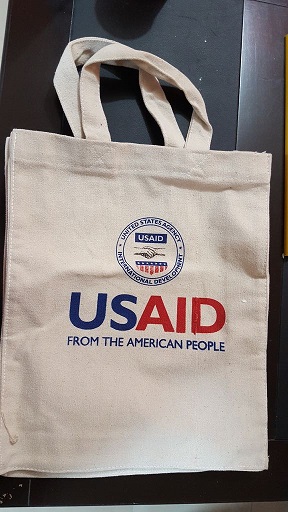 UNITED STATES AGENCY
USAID
INTERNATIONAL DEVELOPMENT
USAID
FROM THE AMERICAN PEOPLE